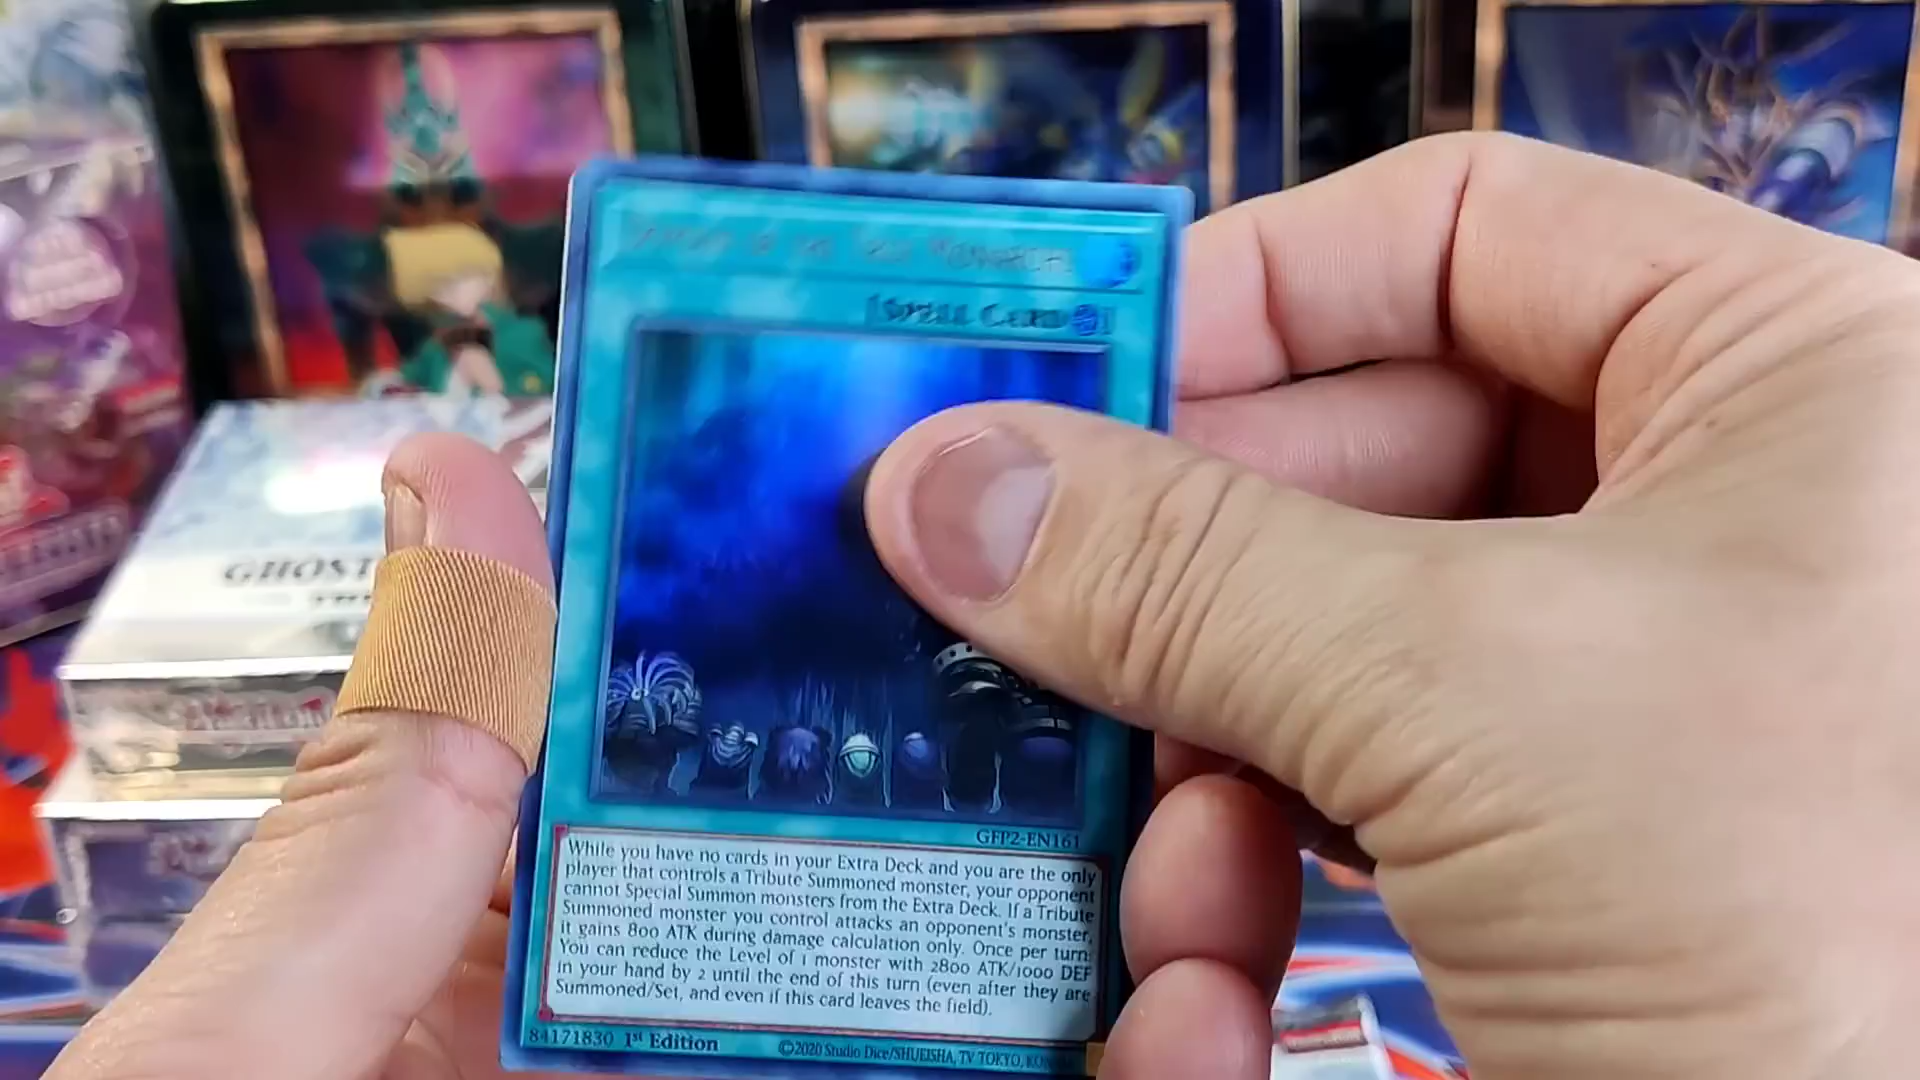 GHOST
[SPELL CARD]
GFP2-EN161
While you have no cards in your Extra Deck and you are the only
player that controls a Tribute Summoned monster, your opponent
cannot Special Summon monsters from the Extra Deck. If a Tribute
Summoned monster you control attacks an opponent's monster,
it gains 800 ATK during damage calculation only. Once per turn:
You can reduce the Level of 1 monster with 2800 ATK/1000 DEF
in your hand by 2 until the end of this turn (even after they are
Summoned/Set, and even if this card leaves the field).
84171830 1st Edition
©2020 Studio Dice/SHUEISHA, TV TOKYO,